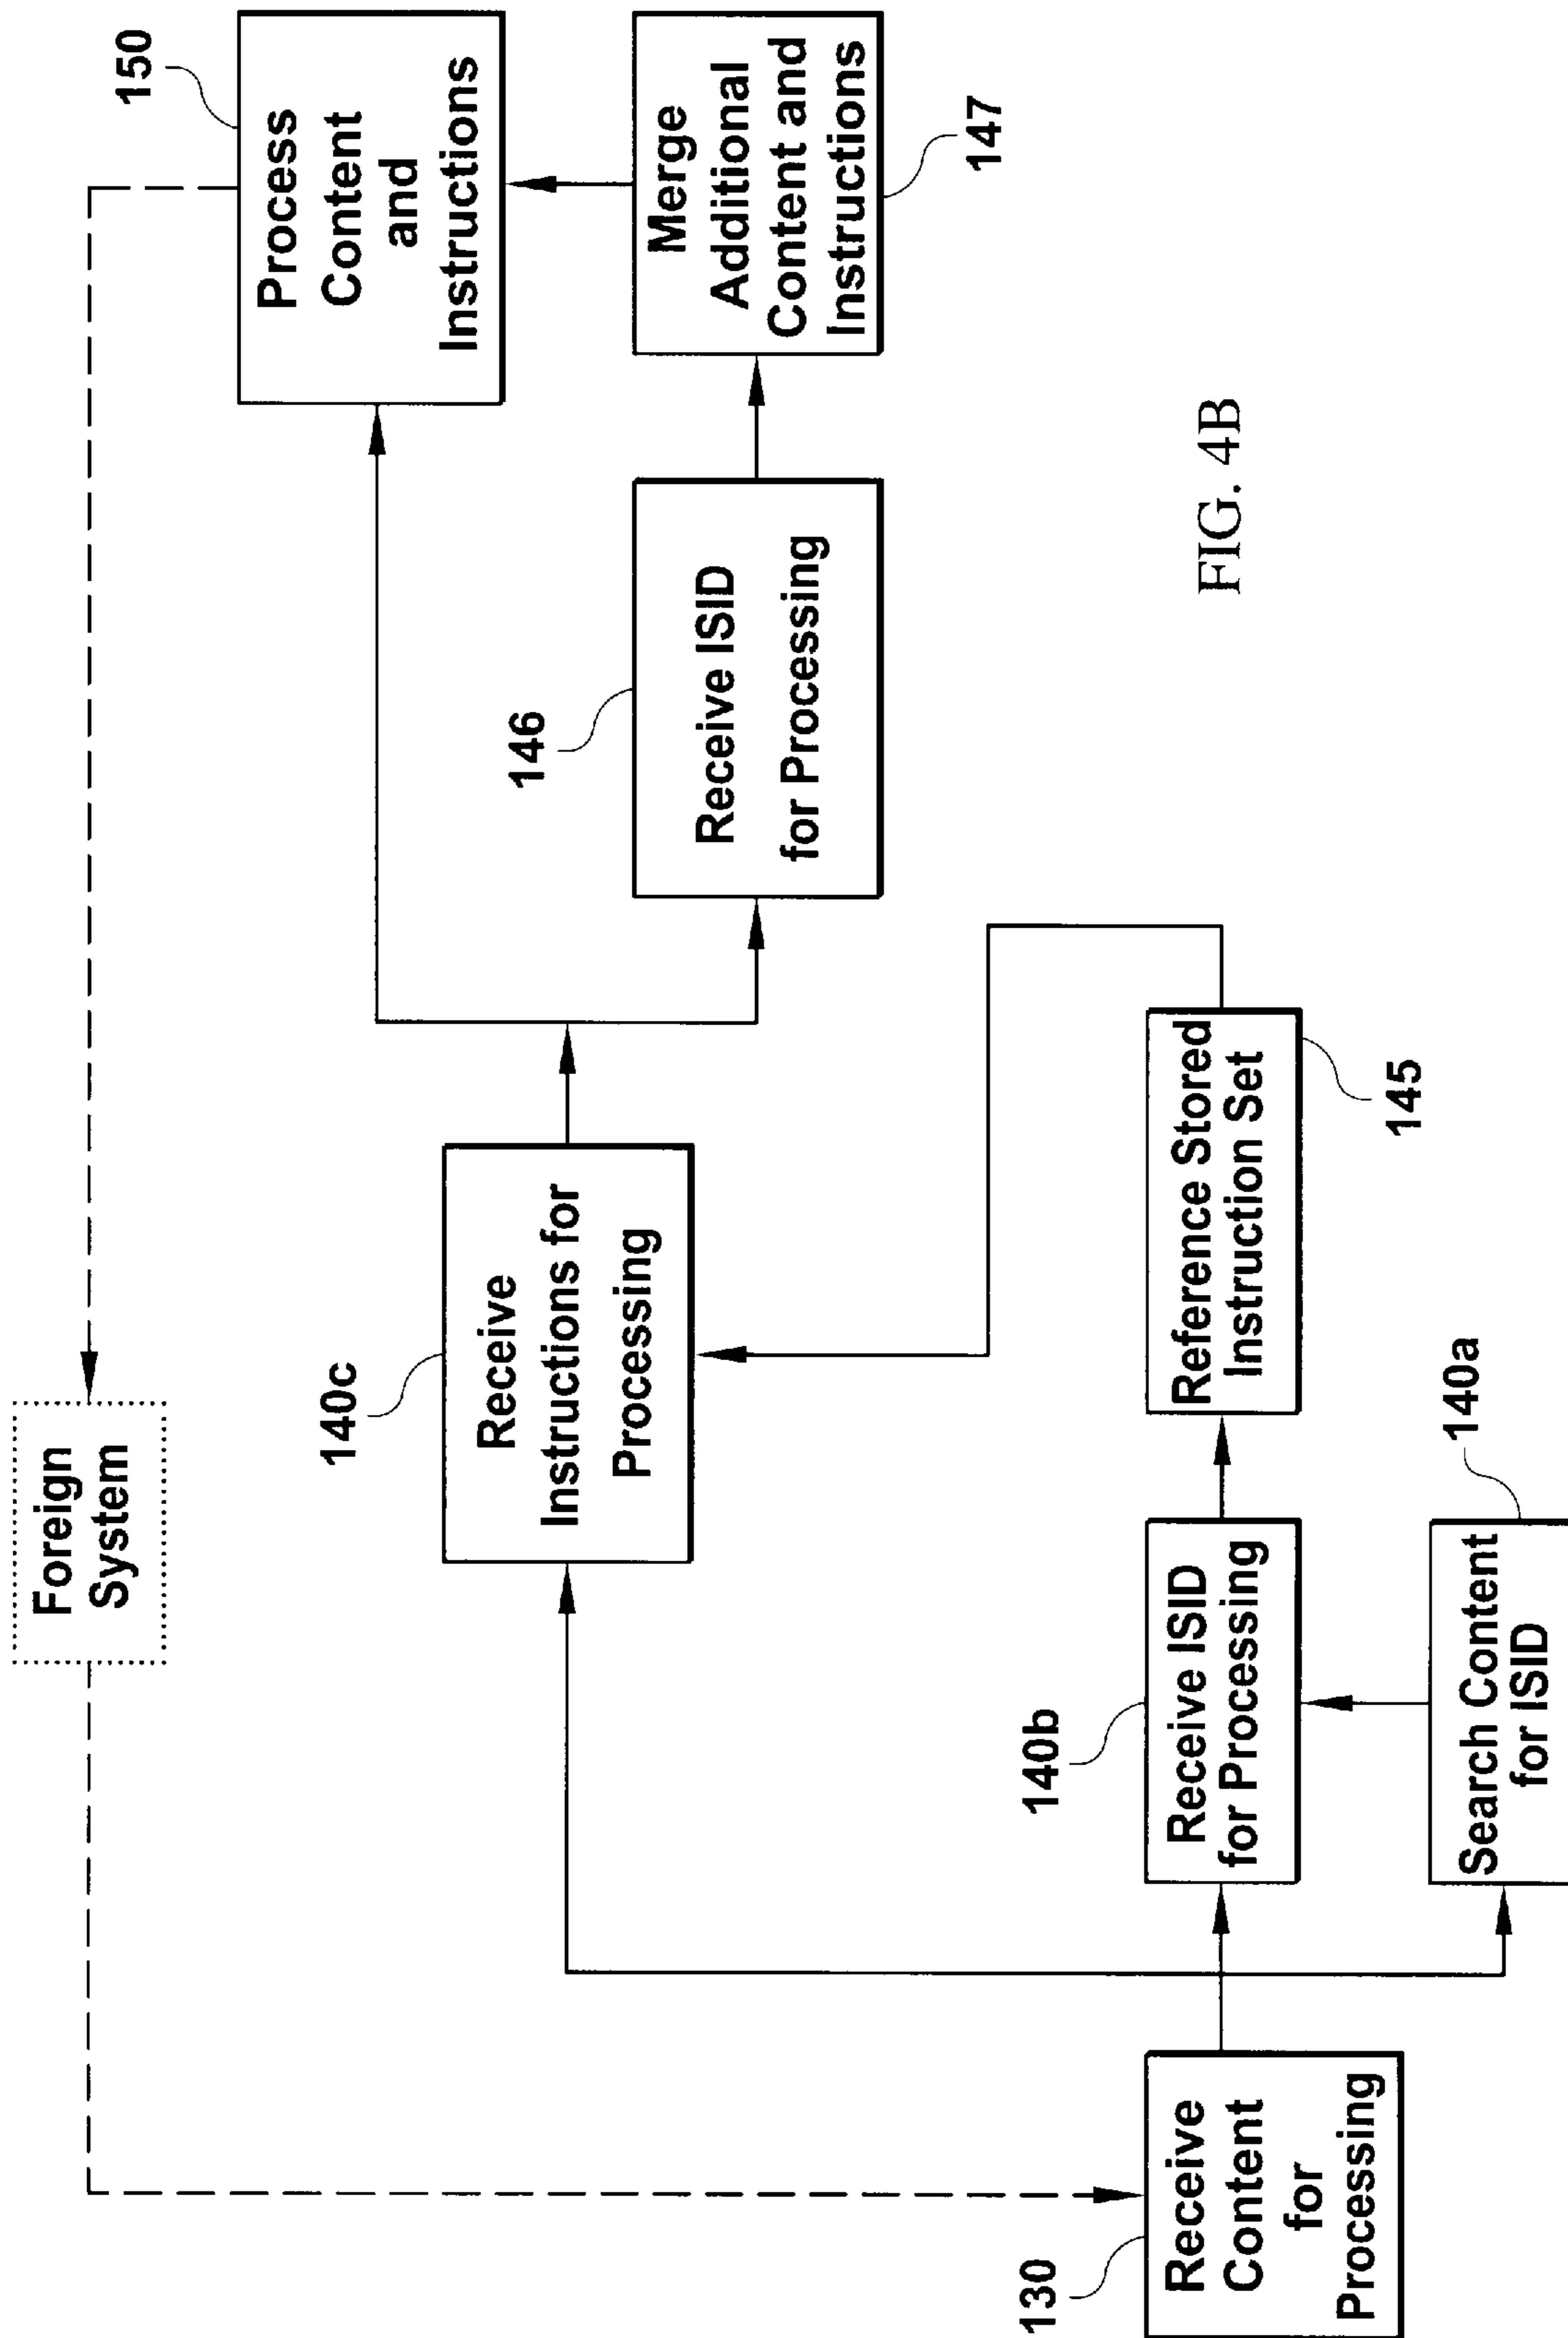 Foreign
System
150
Process
Content
and
Instructions
140c
Receive
Instructions for
Processing
146
Receive ISID
for Processing
Merge
Additional
Content and
Instructions
147
130
Receive
Content
for
Processing
140b
Receive ISID
for Processing
Reference Stored
Instruction Set
145
Search Content
for ISID
140a
FIG. 4B